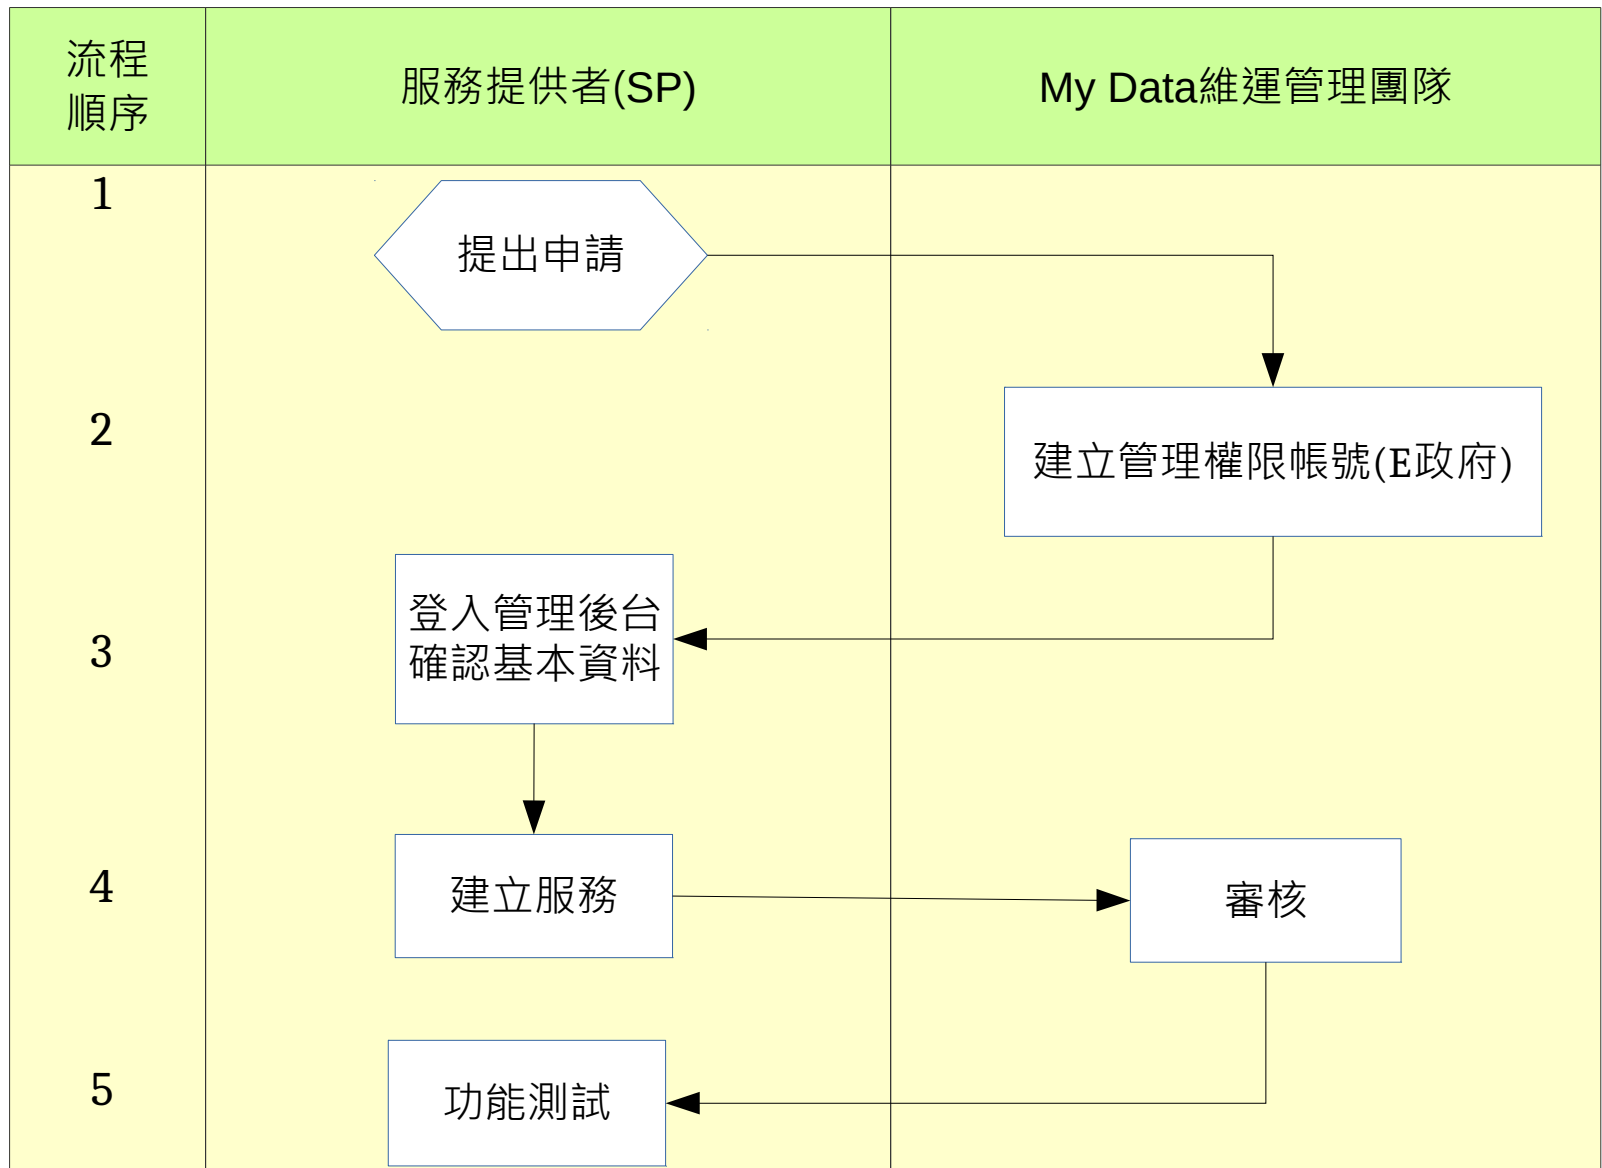 流程
順序
服務提供者(SP)
My Data維運管理團隊
1
提出申請
2
建立管理權限帳號(E政府)
3
登入管理後台
確認基本資料
4
建立服務
審核
5
功能測試